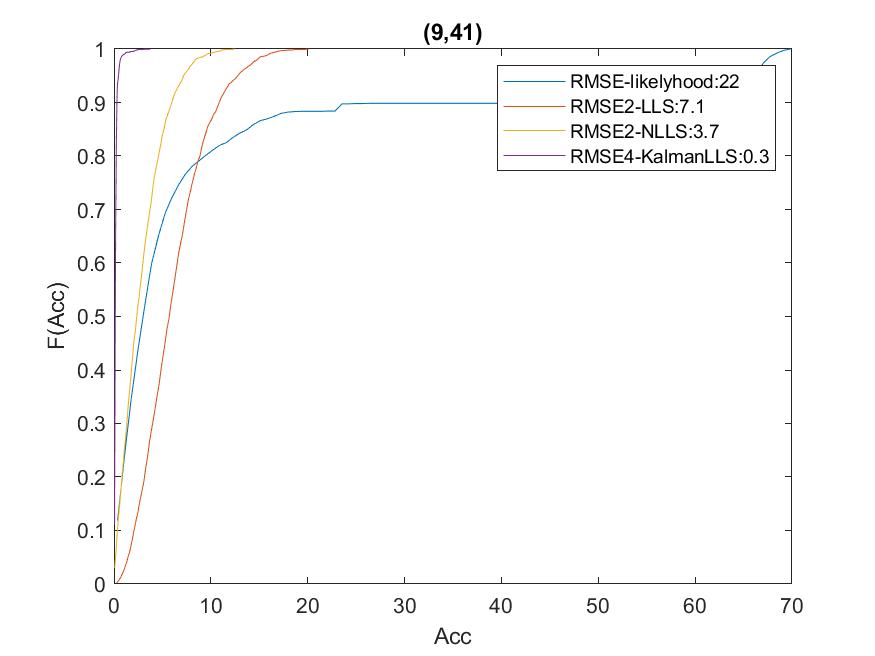 (9,41)
1
0.9
0.8
0.7
0.6
0.5
0.4
0.3
0.2
0.1
0
F(Acc)
RMSE-likelyhood:22
RMSE2-LLS:7.1
RMSE2-NLLS:3.7
RMSE4-KalmanLLS:0.3
0 10 20 30 40 50 60 70
Acc